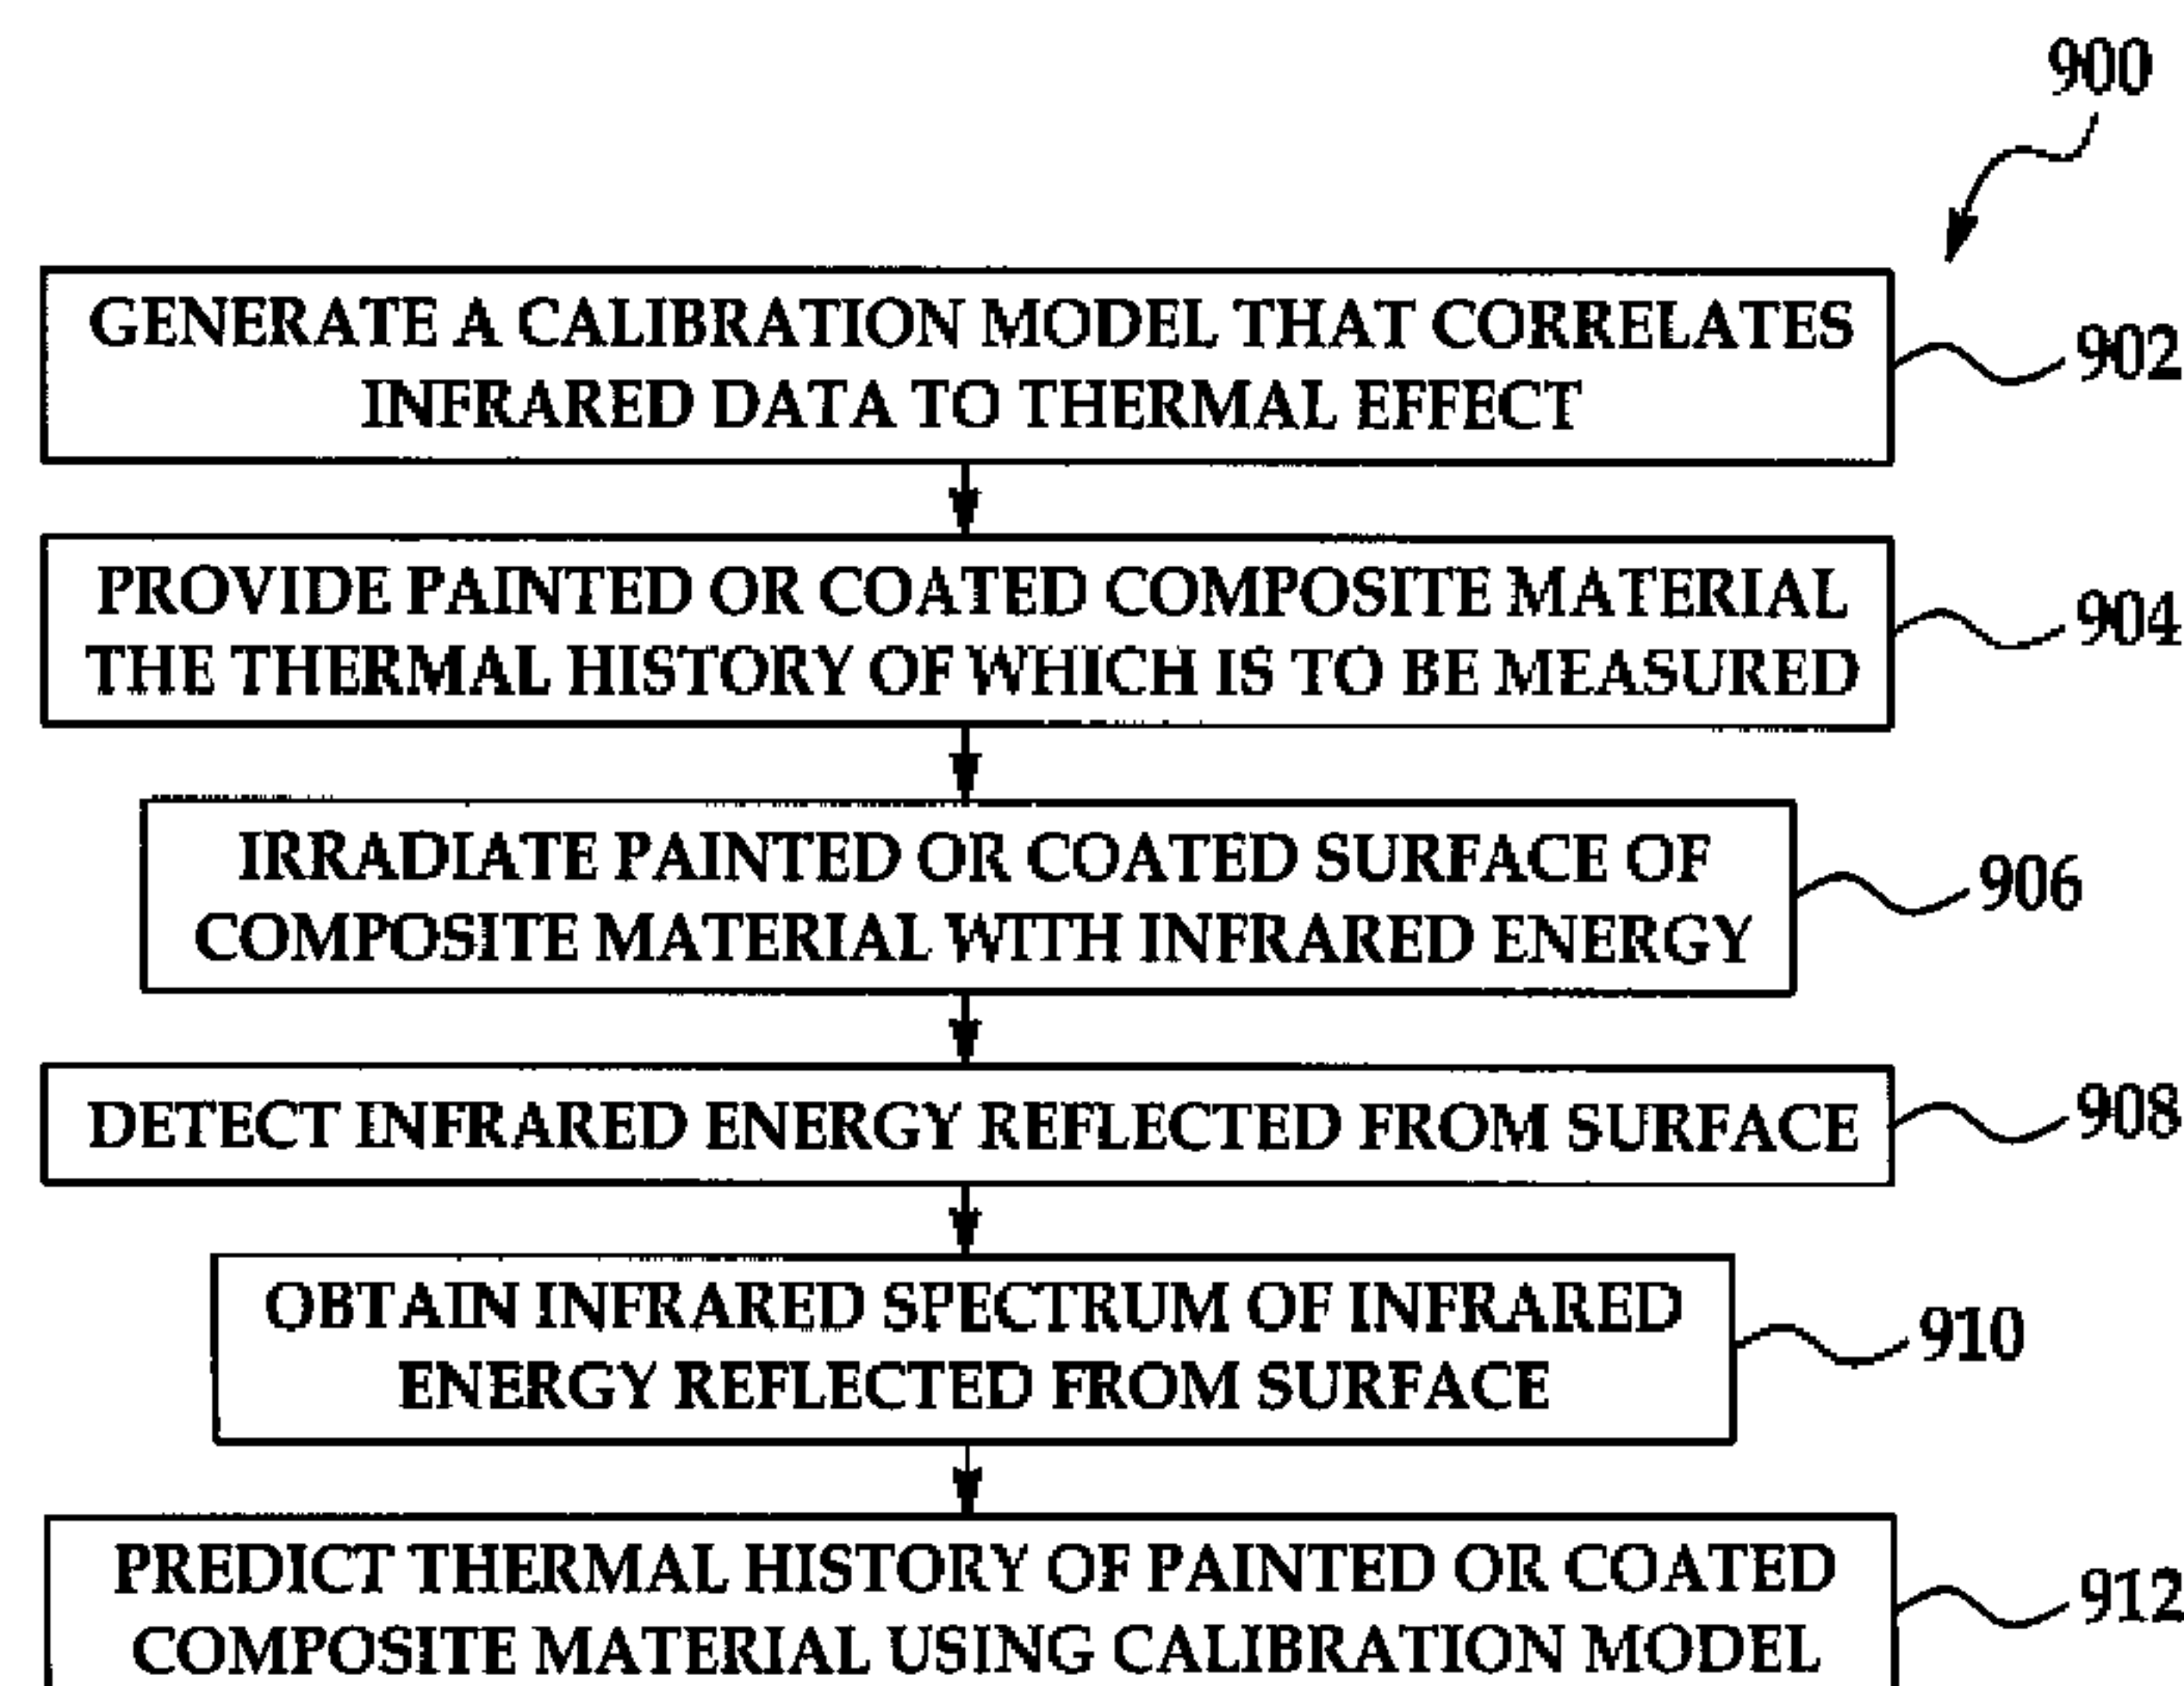 900
GENERATE A CALIBRATION MODEL THAT CORRELATES
INFRARED DATA TO THERMAL EFFECT
902
PROVIDE PAINTED OR COATED COMPOSITE MATERIAL
THE THERMAL HISTORY OF WHICH IS TO BE MEASURED
904
IRRADIATE PAINTED OR COATED SURFACE OF
COMPOSITE MATERIAL WITH INFRARED ENERGY
906
DETECT INFRARED ENERGY REFLECTED FROM SURFACE
908
OBTAIN INFRARED SPECTRUM OF INFRARED
ENERGY REFLECTED FROM SURFACE
910
PREDICT THERMAL HISTORY OF PAINTED OR COATED
COMPOSITE MATERIAL USING CALIBRATION MODEL
912